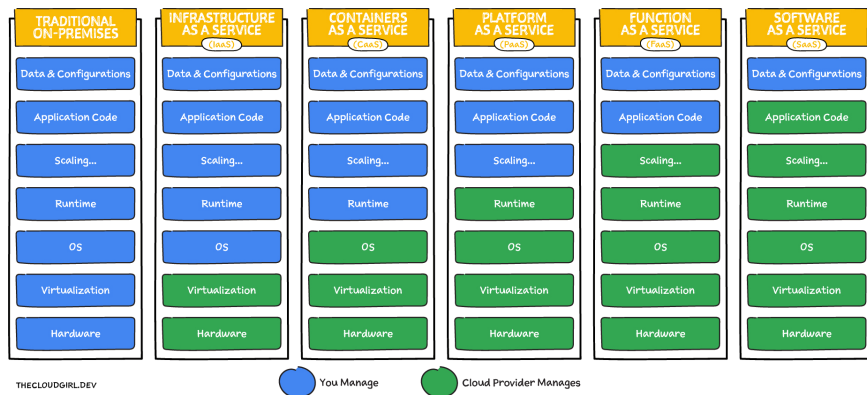 TRADITIONAL
ON-PREMISES
Data & Configurations
Application Code
Scaling...
Runtime
OS
Virtualization
Hardware
INFRASTRUCTURE
AS A SERVICE
(IaaS)
Data & Configurations
Application Code
Scaling...
Runtime
OS
Virtualization
Hardware
CONTAINERS
AS A SERVICE
(CaaS)
Data & Configurations
Application Code
Scaling...
Runtime
OS
Virtualization
Hardware
PLATFORM
AS A SERVICE
(PaaS)
Data & Configurations
Application Code
Scaling...
Runtime
OS
Virtualization
Hardware
FUNCTION
AS A SERVICE
(FaaS)
Data & Configurations
Application Code
Scaling...
Runtime
OS
Virtualization
Hardware
SOFTWARE
AS A SERVICE
(SaaS)
Data & Configurations
Application Code
Scaling...
Runtime
OS
Virtualization
Hardware
THECLOUDGIRL.DEV
You Manage
Cloud Provider Manages